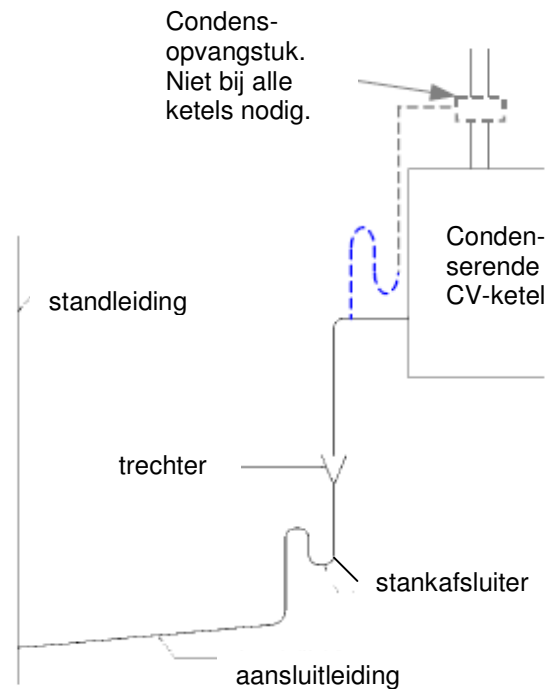 Condens-
opvangstuk.
Niet bij alle
ketels nodig.
Conden-
serende
CV-ketel
standleiding
trechter
stankafsluiter
aansluitleiding